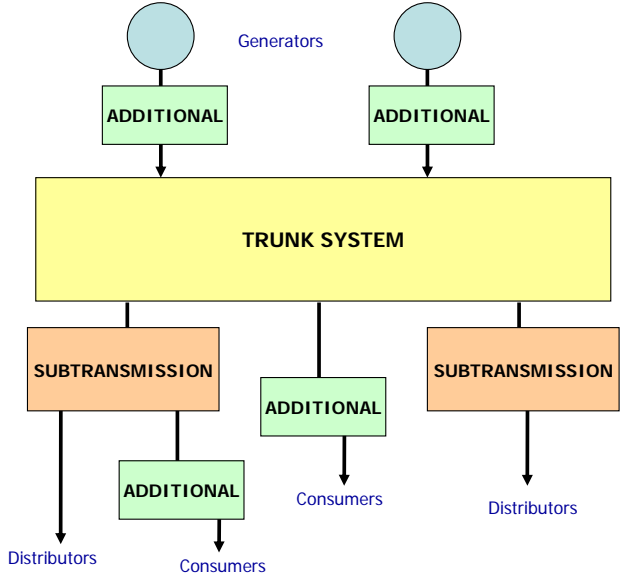 Generators
ADDITIONAL
ADDITIONAL
TRUNK SYSTEM
SUBTRANSMISSION
SUBTRANSMISSION
ADDITIONAL
ADDITIONAL
Consumers
Distributors
Distributors
Consumers